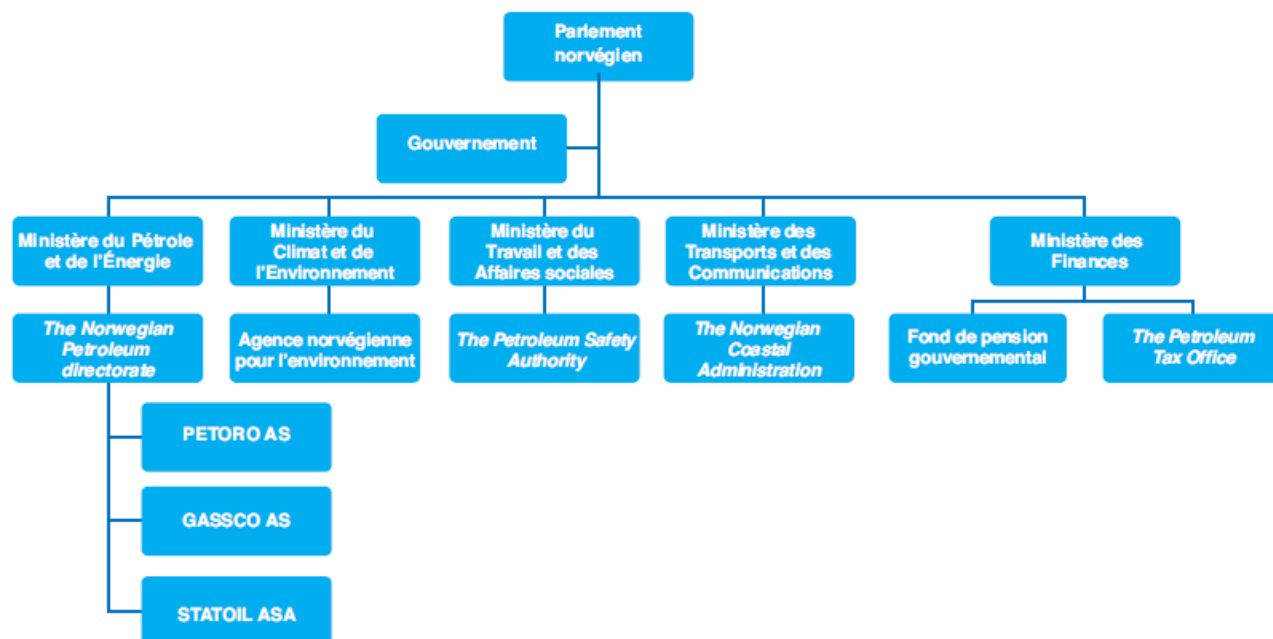 Parlement
norvégien
Gouvernement
Ministère du Pétrole
et de l'Énergie
Ministère du
Climat et de
l'Environnement
Ministère du
Travail et des
Affaires sociales
Ministère des
Transports et des
Communications
Ministère des
Finances
The Norwegian
Petroleum
directorate
Agence norvégienne
pour l'environnement
The Petroleum Safety
Authority
The Norwegian
Coastal
Administration
Fond de pension
gouvernemental
The Petroleum
Tax Office
PETORO AS
GASSCO AS
STATOIL ASA